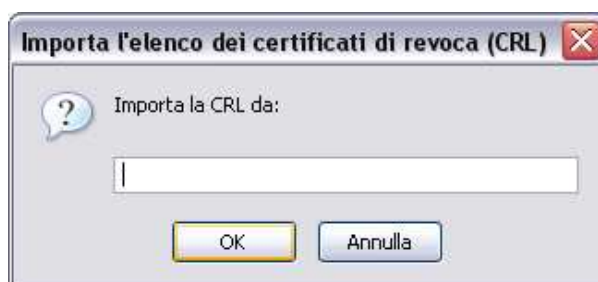 Importa l'elenco dei certificati di revoca (CRL)
Importa la CRL da:
OK Annulla